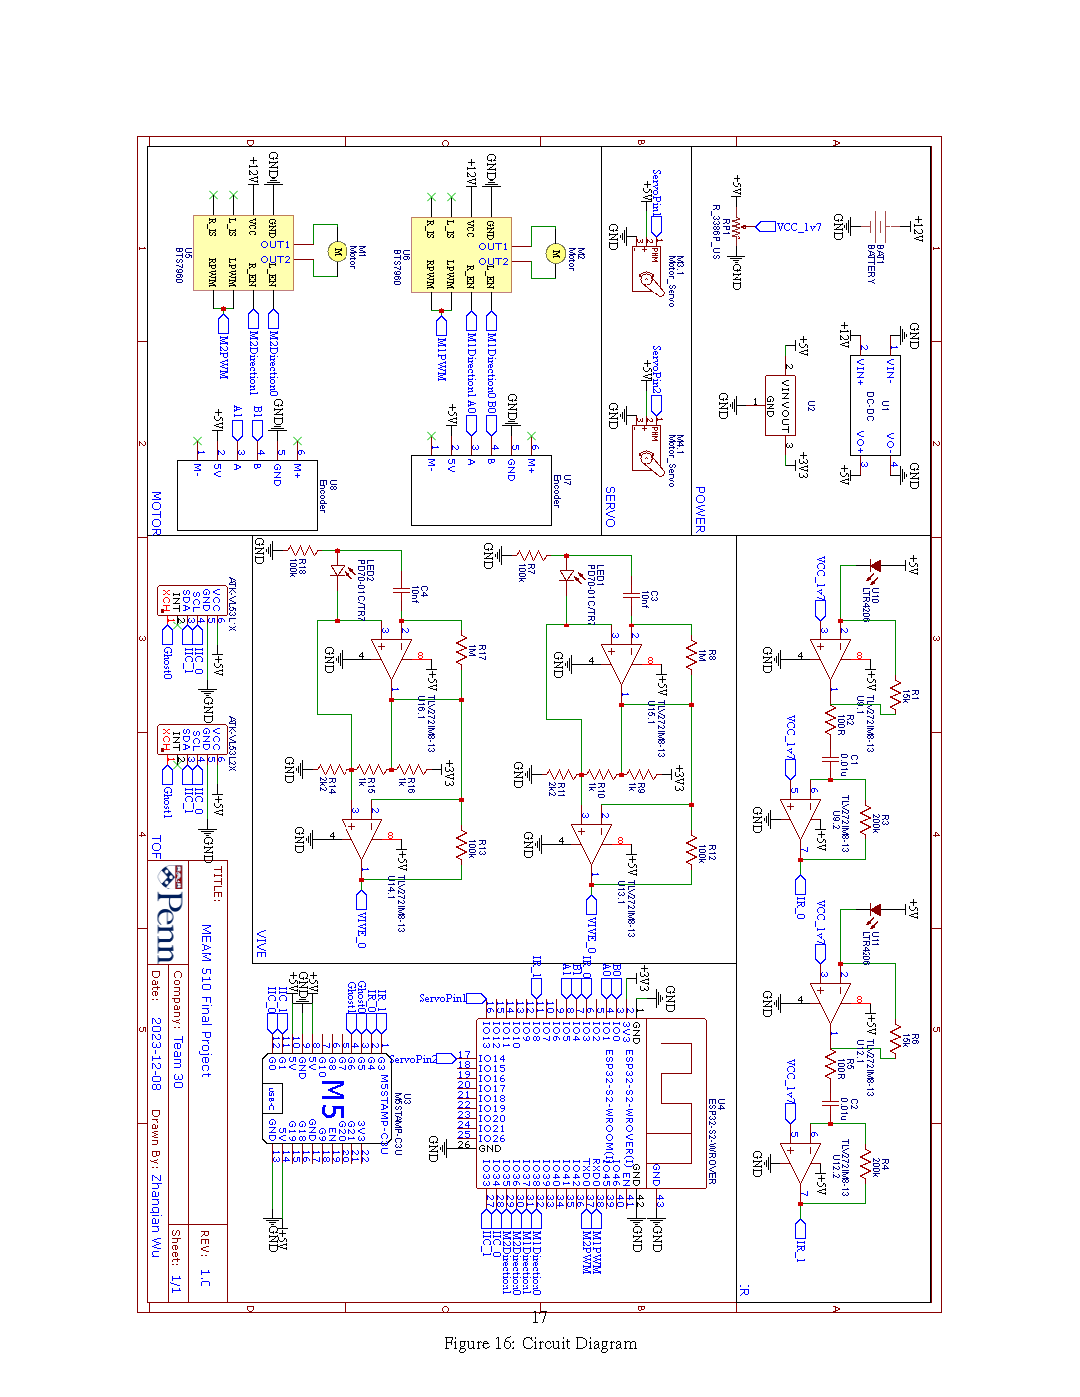 +12V
BAT1
BATTERY
GND
+5V
RP1
R_3386P_US
VCC_1v7
GND
GND
+12V
VIN-
VIN+
U1
DC-DC
VO+
VO-
+5V
GND
+5V
U2
VIN
VOUT
GND
+3V3
GND
POWER
ServoPin1
+5V
GND
PWM
M3.1
Motor_Servo
ServoPin2
+5V
GND
PWM
M4.1
Motor_Servo
SERVO
GND
+12V
R_IS
L_IS
VCC
GND
OUT1
OUT2
RPWM
LPWM
R_EN
L_EN
U6
BTS7960
M2
Motor
M1PWM
M1Direction1
M1Direction0
A0
B0
+5V
GND
M-
5V
A
B
GND
M+
U7
Encoder
GND
+12V
R_IS
L_IS
VCC
GND
OUT1
OUT2
RPWM
LPWM
R_EN
L_EN
U5
BTS7960
M1
Motor
M2PWM
M2Direction1
M2Direction0
A1
B1
+5V
GND
M-
5V
A
B
GND
M+
U8
Encoder
MOTOR
+5V
U10
LTR4206
VCC_1v7
GND
+5V
R1
15k
TLV272IM8-13
U9.1
R2
100R
C1
0.01u
VCC_1v7
R3
200k
TLV272IM8-13
U9.2
+5V
GND
IR_0
+5V
U11
LTR4206
VCC_1v7
GND
+5V
R6
15k
TLV272IM8-13
U12.1
R5
100R
C2
0.01u
VCC_1v7
R4
200k
TLV272IM8-13
U12.2
+5V
GND
IR_1
IR
GND
R7
100k
LED1
PD70-01C/TR7
C3
10nf
R8
1M
GND
+5V
TLV272IM8-13
U15.1
+3V3
R9
1k
R10
1k
R11
2k2
GND
R12
100k
GND
+5V
TLV272IM8-13
U13.1
VIVE_0
GND
R18
100k
LED2
PD70-01C/TR7
C4
10nf
R17
1M
GND
+5V
TLV272IM8-13
U16.1
+3V3
R16
1k
R15
1k
R14
2k2
GND
R13
100k
GND
+5V
TLV272IM8-13
U14.1
VIVE_0
VIVE
ATK-VL53L1X
VCC
GND
SCL
SDA
INT
XCH
+5V
GND
IIC_0
IIC_1
Ghost0
ATK-VL53L2X
VCC
GND
SCL
SDA
INT
XCH
+5V
GND
IIC_0
IIC_1
Ghost1
TOF
GND
+3V3
B0
A0
IR_0
B1
A1
IR_1
ServoPin1
ServoPin2
GND
3V3
IO0
IO1
IO2
IO3
IO4
IO5
IO6
IO7
IO8
IO9
IO10
IO11
IO12
IO13
IO14
IO15
IO16
IO17
IO18
IO19
IO20
IO21
IO26
GND
IO33
IO34
IO35
IO36
IO37
IO38
IO39
IO40
IO41
IO42
TXD0
RXD0
IO45
IO46
EN
GND
GND
ESP32-S2-WROVER(I)
ESP32-S2-WROOM(I)
U4
ESP32-S2-WROVER
GND
IIC_1
IIC_0
M2Direction1
M2Direction0
M1Direction1
M1Direction0
M2PWM
M1PWM
GND
GND
IR_1
IR_0
Ghost0
Ghost1
+5V
GND
+5V
IIC_1
IIC_0
G3
G4
G5
G6
G7
G8
G10
5V
GND
5V
G1
G0
M5
USB-C
U3
M5STAMP-C3U
M5STAMP-C3U
3V3
G21
G20
EN
G9
GND
G18
G19
5V
GND
+5V
GND
TITLE:
MEAM 510 Final Project
REV: 1.0
Penn
Company: Team 30
Sheet: 1/1
Date: 2023-12-08
Drawn By: Zhanqian Wu
17
Figure 16: Circuit Diagram